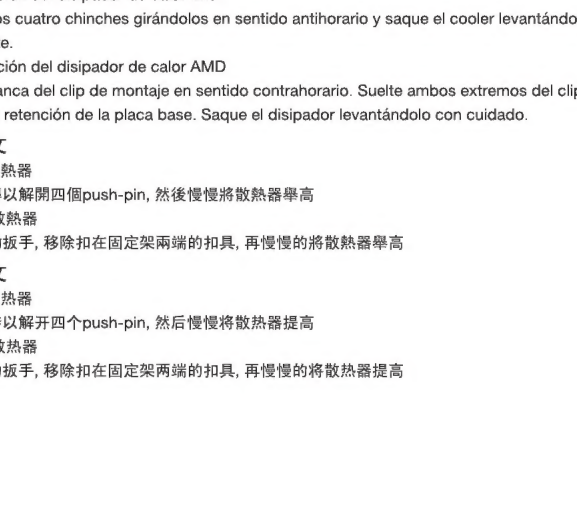 os cuatro chinches girándolos en sentido antihorario y saque el cooler levantándo
e.
ción del disipador de calor AMD
anca del clip de montaje en sentido contrahorario. Suelte ambos extremos del clip
retención de la placa base. Saque el disipador levantándolo con cuidado.
文
熱器
以解開四個push-pin, 然後慢慢將散熱器舉高
散熱器
扳手, 移除扣在固定架兩端的扣具, 再慢慢的將散熱器舉高
文
热器
以解开四个push-pin, 然后慢慢将散热器提高
散热器
扳手, 移除扣在固定架两端的扣具, 再慢慢的将散热器提高